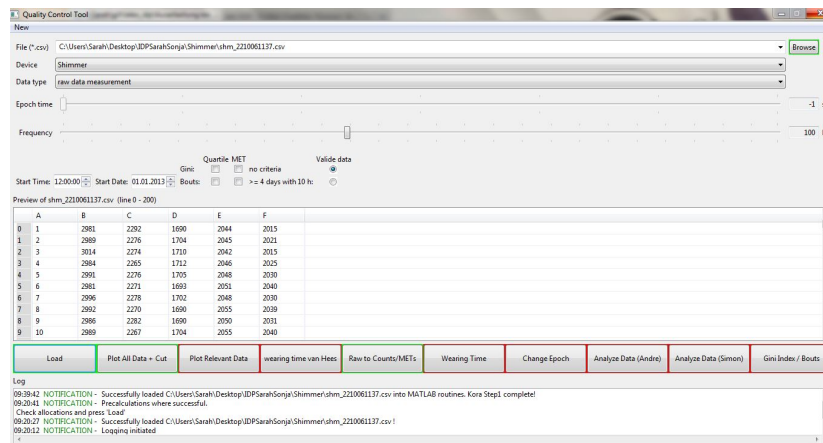 Quality Control Tool
New
File (*.csv) C:\Users\Sarah\Desktop\IDPSarahSonja\Shimmer\shm_2210061137.csv Browse
Device Shimmer
Data type raw data measurement
Epoch time -1
Frequency 100
Quartile MET Valide data
Gini: no criteria
Start Time: 12:00:00 Start Date: 01.01.2013 Bouts: >= 4 days with 10 h:
Preview of shm_2210061137.csv (line 0 - 200)
A B C D E F
0 1 2981 2292 1690 2044 2015
1 2 2989 2276 1704 2045 2021
2 3 3014 2274 1710 2042 2015
3 4 2984 2265 1712 2046 2025
4 5 2991 2276 1705 2048 2030
5 6 2981 2271 1693 2051 2040
6 7 2996 2278 1702 2048 2030
7 8 2992 2270 1690 2055 2039
8 9 2986 2282 1690 2050 2031
9 10 2989 2267 1704 2055 2040
Load Plot All Data + Cut Plot Relevant Data wearing time van Hees Raw to Counts/METs Wearing Time Change Epoch Analyze Data (Andre) Analyze Data (Simon) Gini Index / Bouts
Log
09:39:42 NOTIFICATION - Successfully loaded C:\Users\Sarah\Desktop\IDPSarahSonja\Shimmer\shm_2210061137.csv into MATLAB routines. Kora Step1 complete!
09:20:41 NOTIFICATION - Precalculations where successful.
Check allocations and press 'Load'
09:20:27 NOTIFICATION - Successfully loaded C:\Users\Sarah\Desktop\IDPSarahSonja\Shimmer\shm_2210061137.csv !
09:20:12 NOTIFICATION - Logging initiated